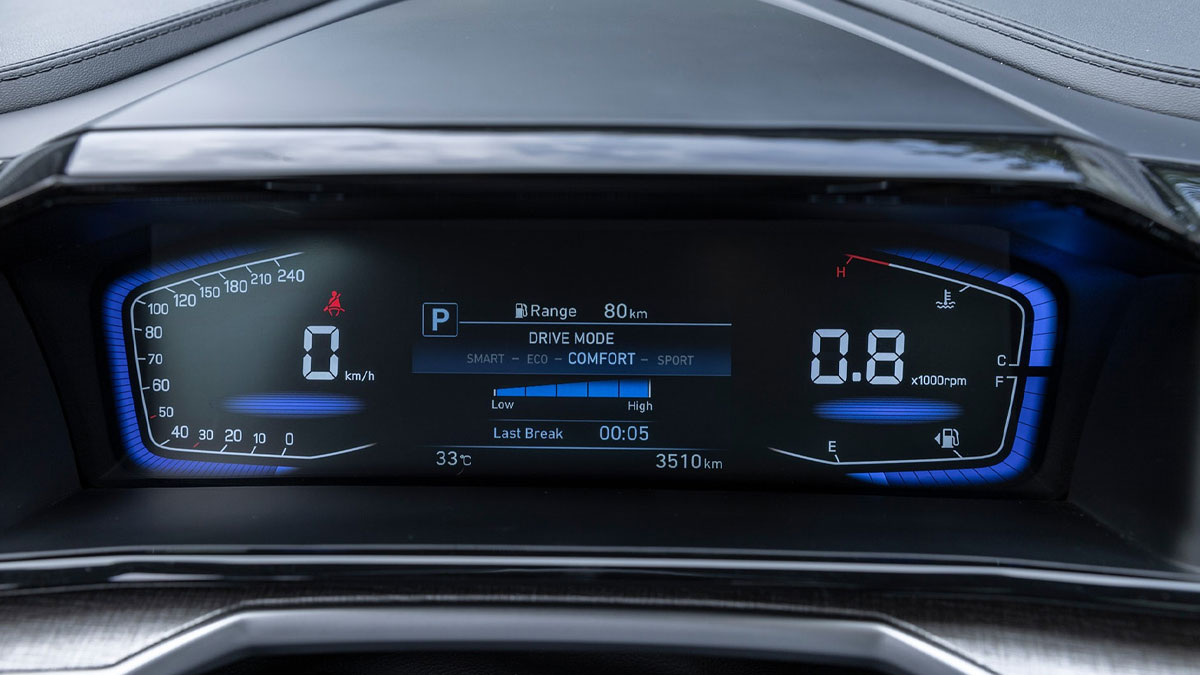 240
210
180
150
120
100
80
70
60
50
40 30 20 10 0
0 km/h
P
Range 80km
DRIVE MODE
SMART - ECO - COMFORT - SPORT
Low High
Last Break 00:05
33℃ 3510km
H
0.8 x1000rpm
C
F
E